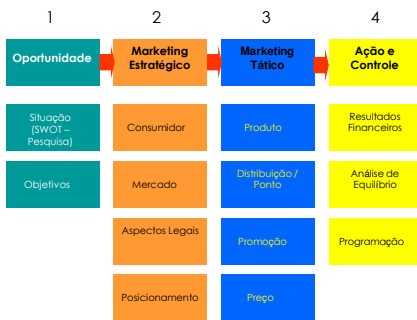 1
2
3
4
Oportunidade
Marketing
Estratégico
Marketing
Tático
Ação e
Controle
Situação
(SWOT –
Pesquisa)
Consumidor
Produto
Resultados
Financeiros
Objetivos
Mercado
Distribuição /
Ponto
Análise de
Equilíbrio
Aspectos Legais
Promoção
Programação
Posicionamento
Preço